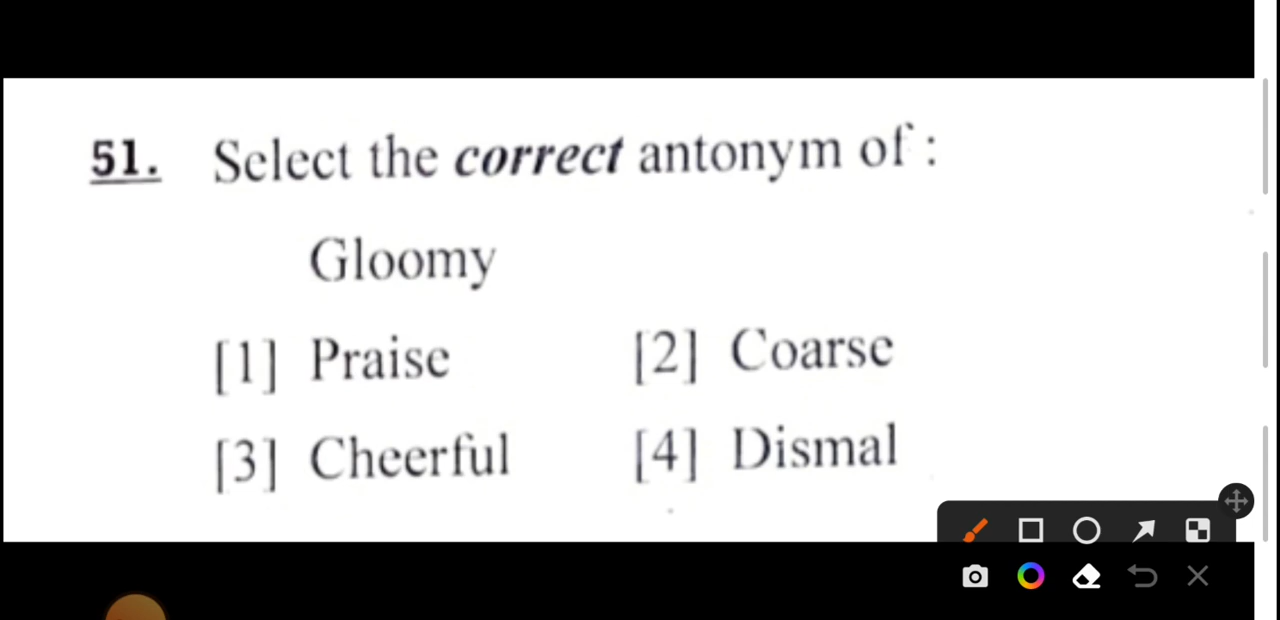 51. Select the correct antonym of :
Gloomy
[1] Praise [2] Coarse
[3] Cheerful [4] Dismal